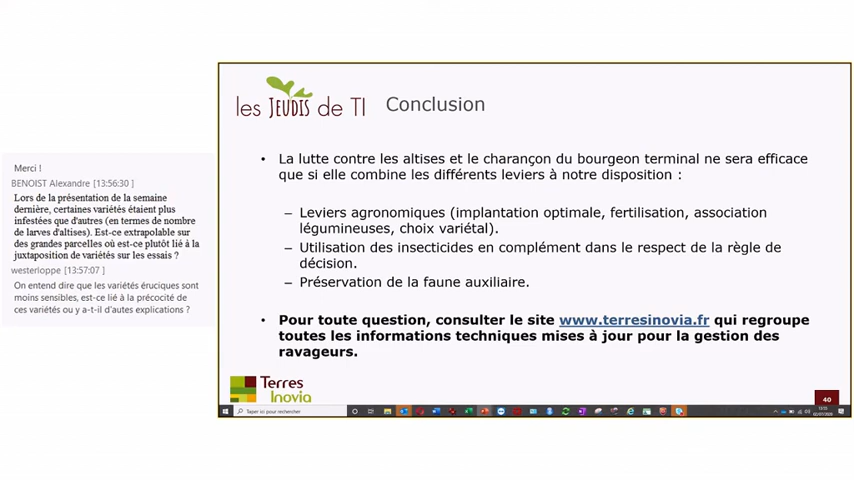 Merci !
BENOIST Alexandre [13:56:30]
Lors de la présentation de la semaine
dernière, certaines variétés étaient plus
infestées que d'autres (en termes de nombre
de larves d'altises). Est-ce extrapolable sur
des grandes parcelles où est-ce plutôt lié à la
juxtaposition de variétés sur les essais ?
westerloppe [13:57:07]
On entend dire que les variétés éruciques sont
moins sensibles, est-ce lié à la précocité de
ces variétés ou y a-t-il d'autes explications ?
les JEUDIS de TI
Conclusion
• La lutte contre les altises et le charançon du bourgeon terminal ne sera efficace
que si elle combine les différents leviers à notre disposition :
– Leviers agronomiques (implantation optimale, fertilisation, association
légumineuses, choix variétal).
– Utilisation des insecticides en complément dans le respect de la règle de
décision.
– Préservation de la faune auxiliaire.
• Pour toute question, consulter le site www.terresinovia.fr qui regroupe
toutes les informations techniques mises à jour pour la gestion des
ravageurs.
Terres
Inovia
40
Taper ici pour rechercher